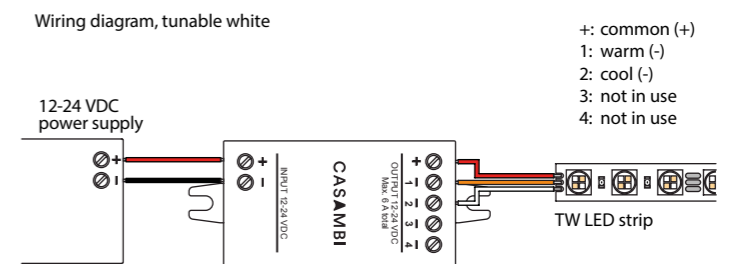 Wiring diagram, tunable white
+: common (+)
1: warm (-)
2: cool (-)
3: not in use
4: not in use
12-24 VDC
power supply
+
-
+
-
INPUT 12-24 VDC
CASAMBI
OUTPUT 12-24 VDC
Max. 6 A total
+
1
2
3
4
TW LED strip